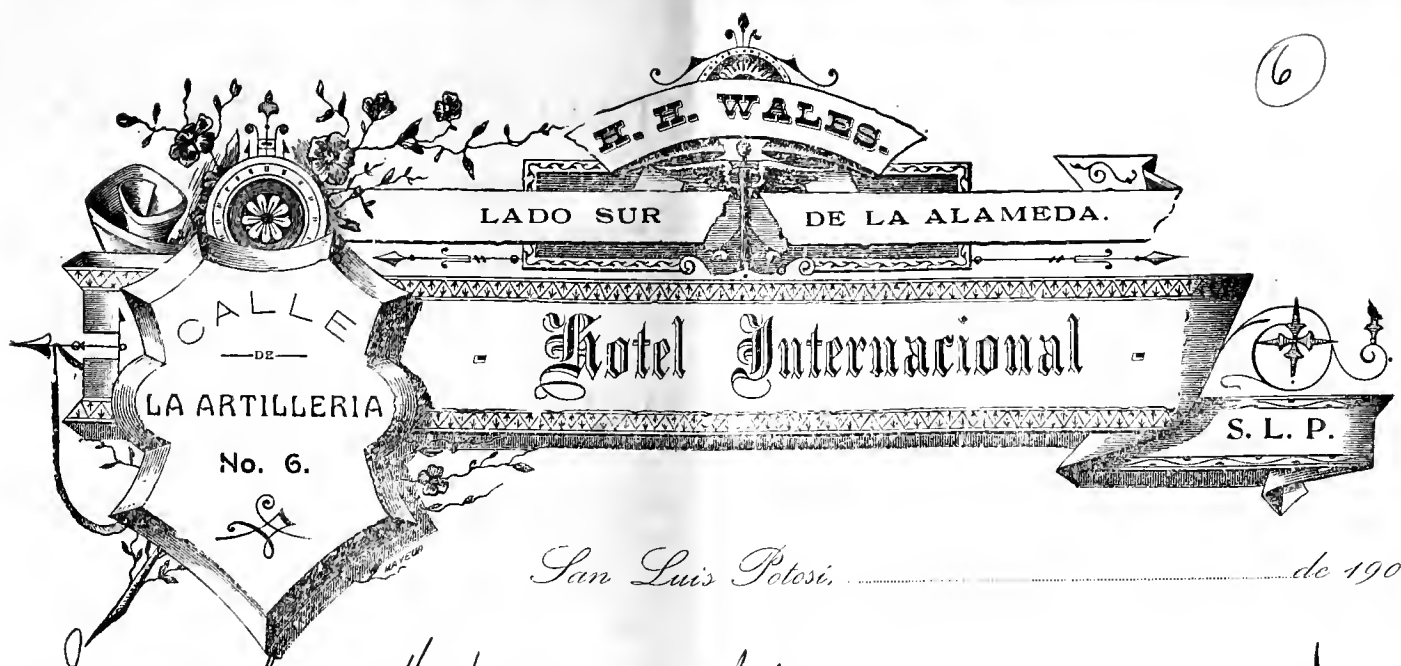 6
H. H. WALES.
LADO SUR DE LA ALAMEDA.
CALLE
DE
LA ARTILLERIA
No. 6.
- Hotel Internacional -
S. L. P.
San Luis Potosí, de 190